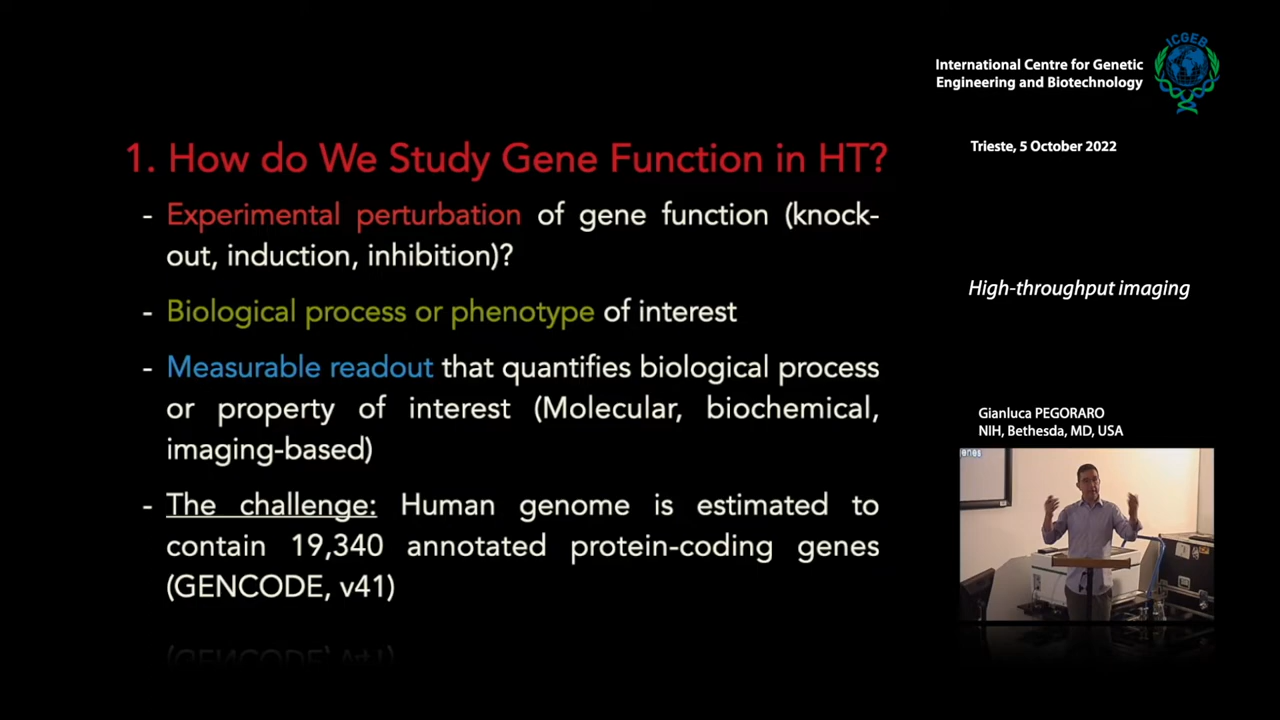 1. How do We Study Gene Function in HT?
- Experimental perturbation of gene function (knock-
out, induction, inhibition)?
- Biological process or phenotype of interest
- Measurable readout that quantifies biological process
or property of interest (Molecular, biochemical,
imaging-based)
- The challenge: Human genome is estimated to
contain 19,340 annotated protein-coding genes
(GENCODE, v41)
International Centre for Genetic
Engineering and Biotechnology
ICGEB
Trieste, 5 October 2022
High-throughput imaging
Gianluca PEGORARO
NIH, Bethesda, MD, USA